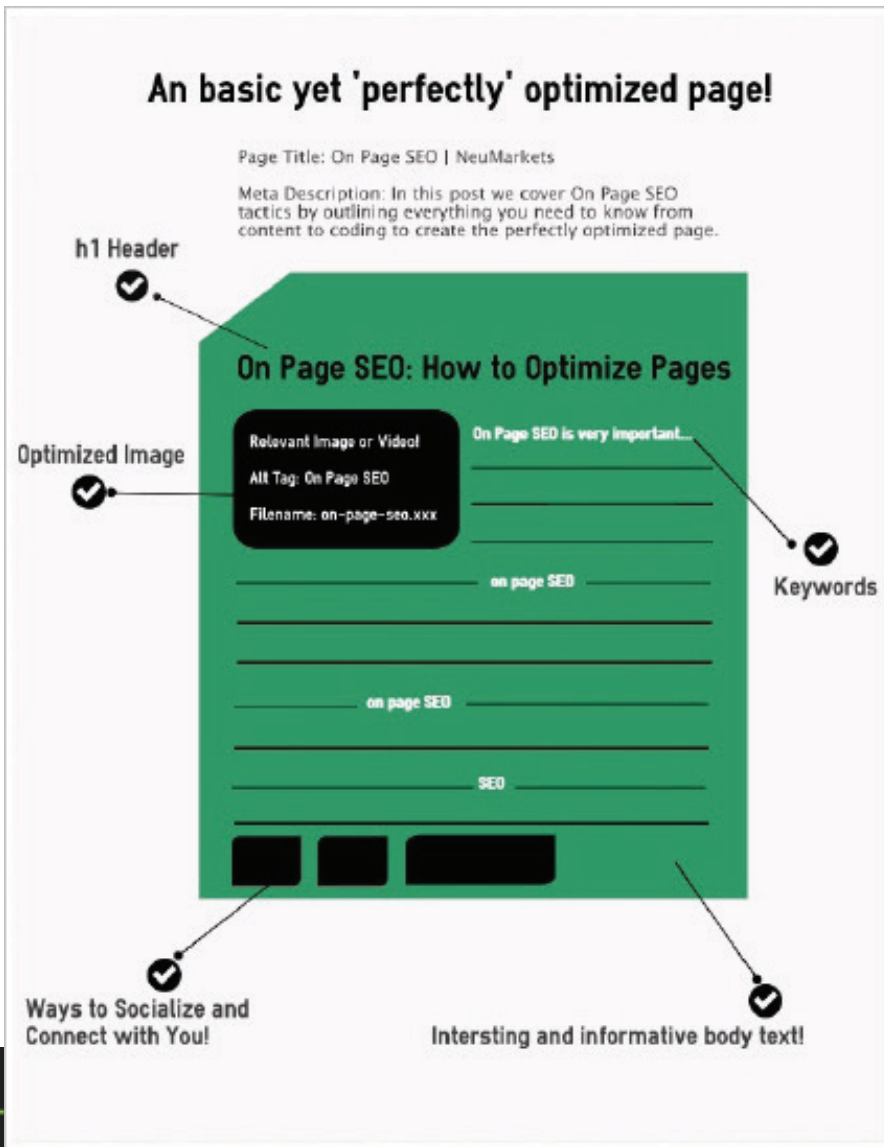 An basic yet 'perfectly' optimized page!
Page Title: On Page SEO | NeuMarkets
Meta Description: In this post we cover On Page SEO
tactics by outlining everything you need to know from
content to coding to create the perfectly optimized page.
h1 Header
On Page SEO: How to Optimize Pages
Optimized Image
Relevant Image or Video!
Alt Tag: On Page SEO
Filename: on-page-seo.xxx
On Page SEO is very important...
Keywords
on page SEO
on page SEO
SEO
Ways to Socialize and
Connect with You!
Intersting and informative body text!